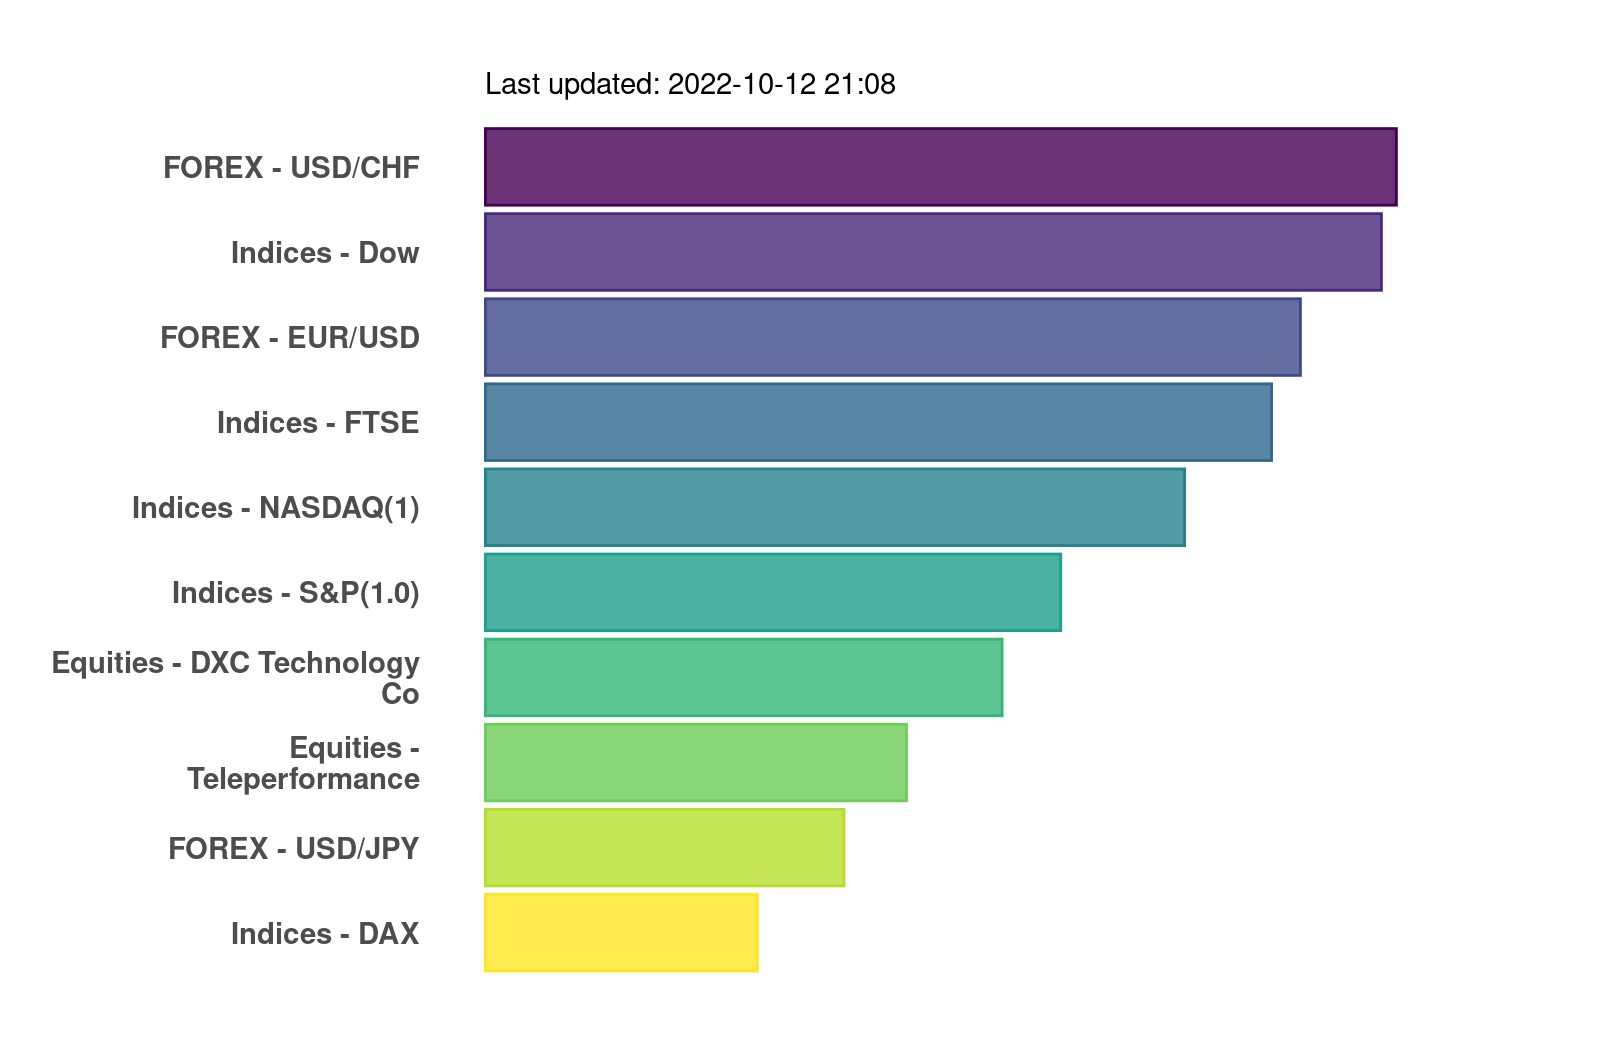 Last updated: 2022-10-12 21:08
FOREX - USD/CHF
Indices - Dow
FOREX - EUR/USD
Indices - FTSE
Indices - NASDAQ(1)
Indices - S&P(1.0)
Equities - DXC Technology
Co
Equities -
Teleperformance
FOREX - USD/JPY
Indices - DAX